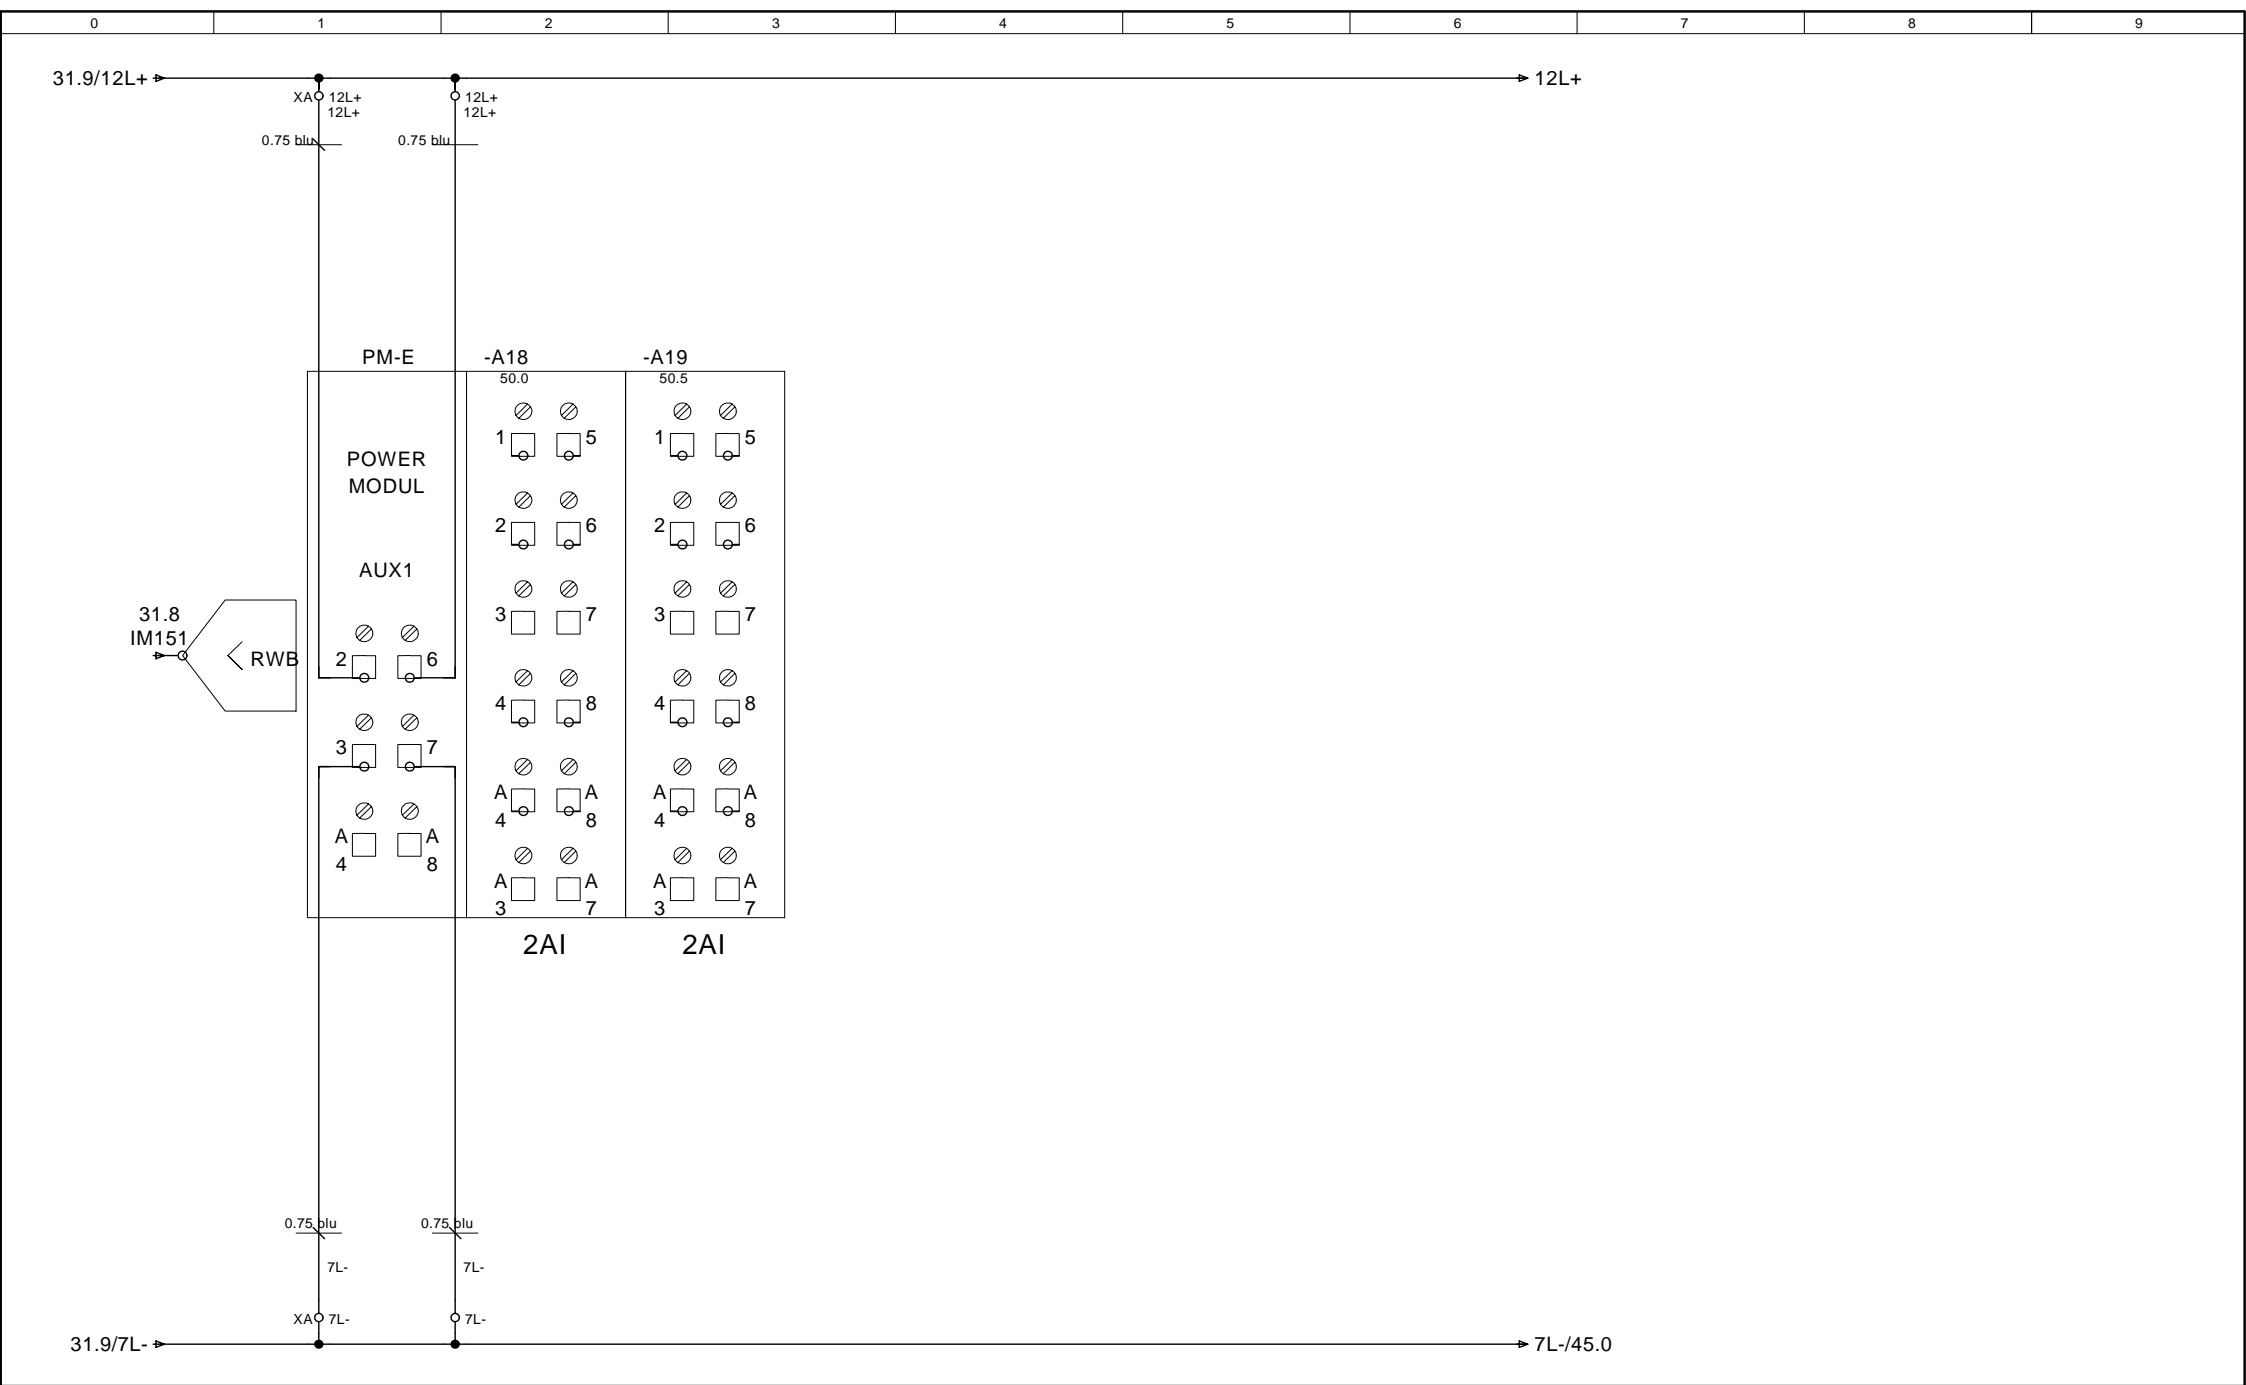 0 1 2 3 4 5 6 7 8 9
31.9/12L+ 12L+
XA 12L+ 12L+
12L+ 12L+
0.75 blu 0.75 blu
PM-E -A18 -A19
50.0 50.5
1 5 1 5
POWER
MODUL
2 6 2 6
AUX1
3 7 3 7
31.8
IM151
RWB
2 6
4 8 4 8
3 7
A A A A
4 8 4 8
A A
4 8
A A A A
3 7 3 7
2AI 2AI
0.75 blu 0.75 blu
7L- 7L-
XA 7L- 7L-
31.9/7L- 7L-/45.0